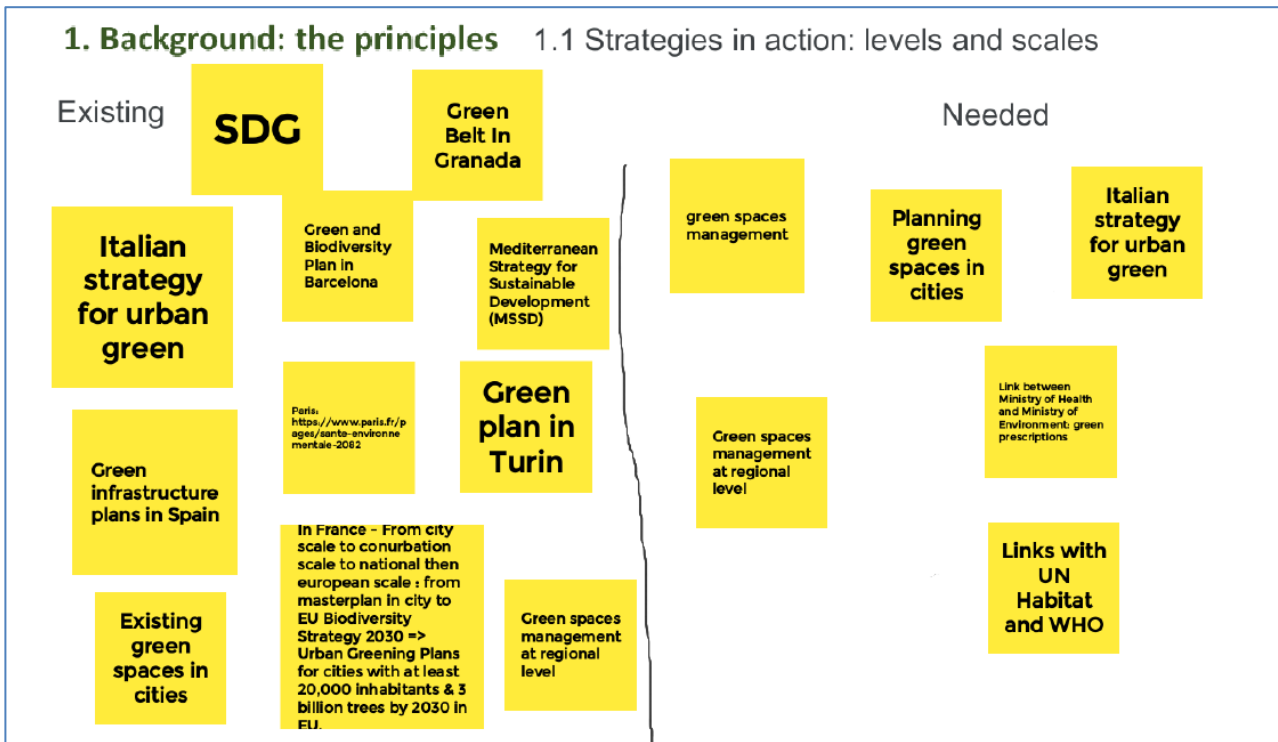 1. Background: the principles 1.1 Strategies in action: levels and scales
Existing
SDG
Green
Belt In
Granada
Italian
strategy
for urban
green
Green and
Biodiversity
Plan in
Barcelona
Mediterranean
Strategy for
Sustainable
Development
(MSSD)
Paris:
https://www.paris.fr/p
ages/sante-environne
mentale-2082
Green
plan in
Turin
Green
infrastructure
plans in Spain
In France - From city
scale to conurbation
scale to national then
european scale : from
masterplan in city to
EU Biodiversity
Strategy 2030 =>
Urban Greening Plans
for cities with at least
20,000 inhabitants & 3
billion trees by 2030 in
EU.
Existing
green
spaces in
cities
Green spaces
management
at regional
level
Needed
green spaces
management
Planning
green
spaces in
cities
Italian
strategy
for urban
green
Link between
Ministry of Health
and Ministry of
Environment: green
prescriptions
Green spaces
management
at regional
level
Links with
UN
Habitat
and WHO